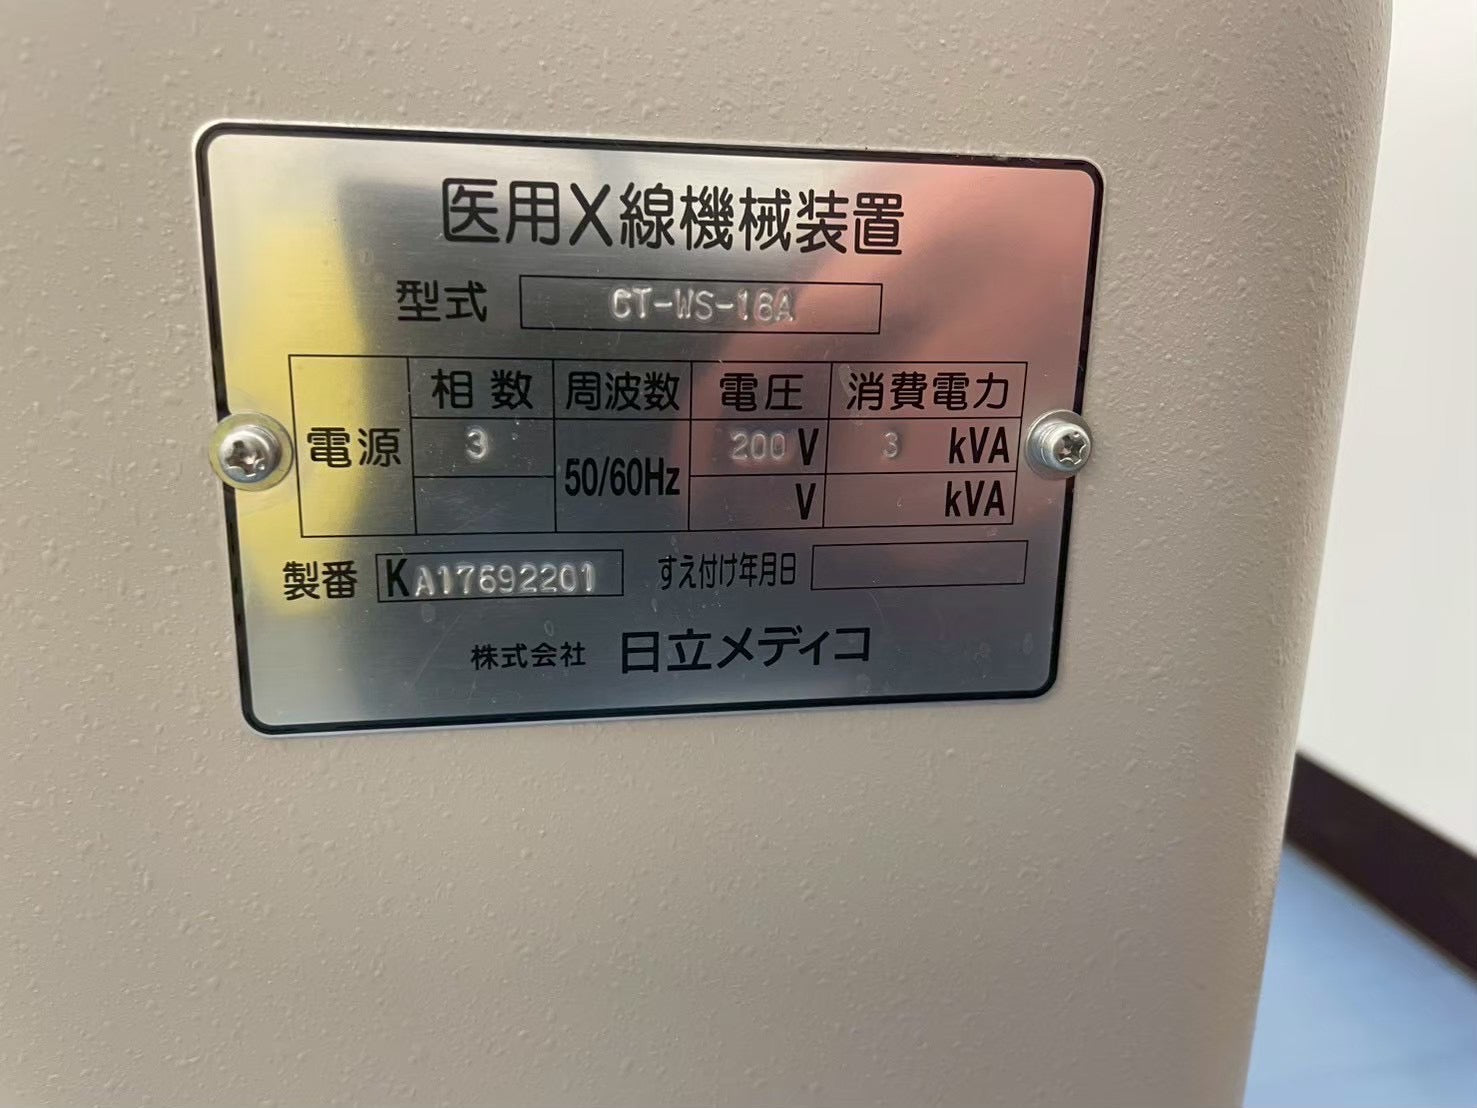 医用X線機械装置
型式 CT-WS-18A
相数 周波数 電圧 消費電力
電源 3 50/60Hz 200 V 3 kVA
V kVA
製番 KA17692201 すえ付け年月日
株式会社 日立メディコ